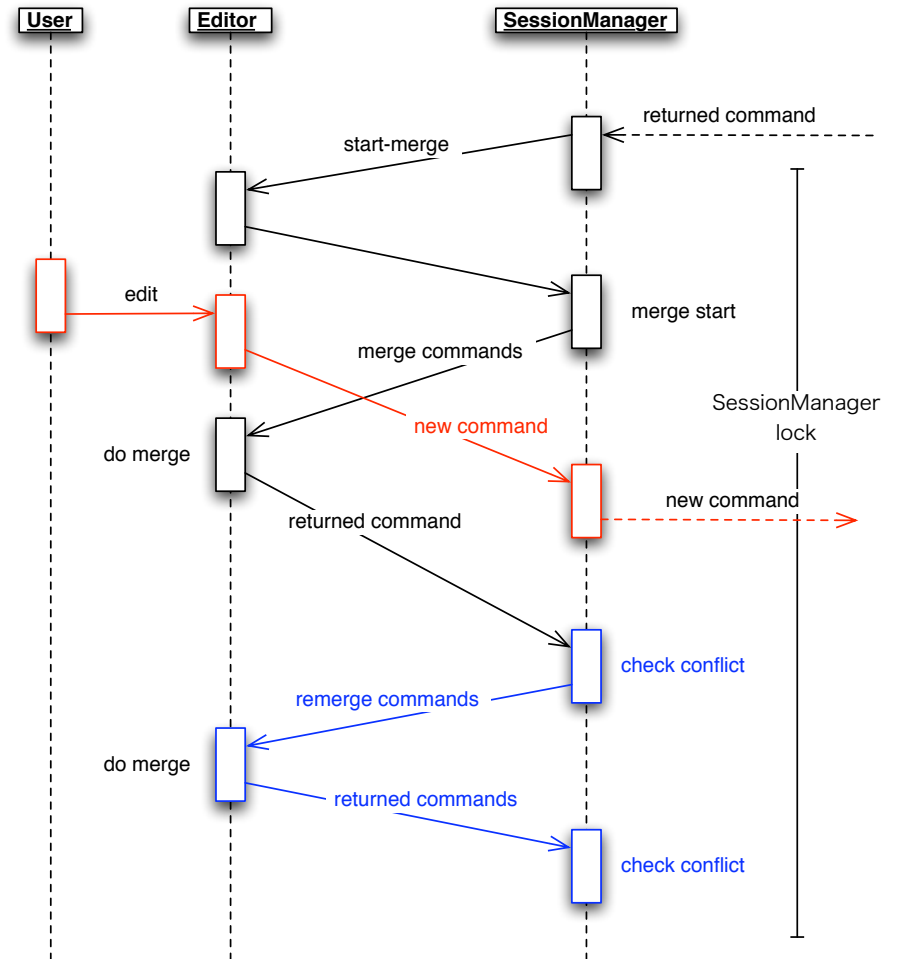 User
Editor
SessionManager
returned command
start-merge
edit
merge start
merge commands
SessionManager
lock
new command
do merge
new command
returned command
check conflict
remerge commands
do merge
returned commands
check conflict